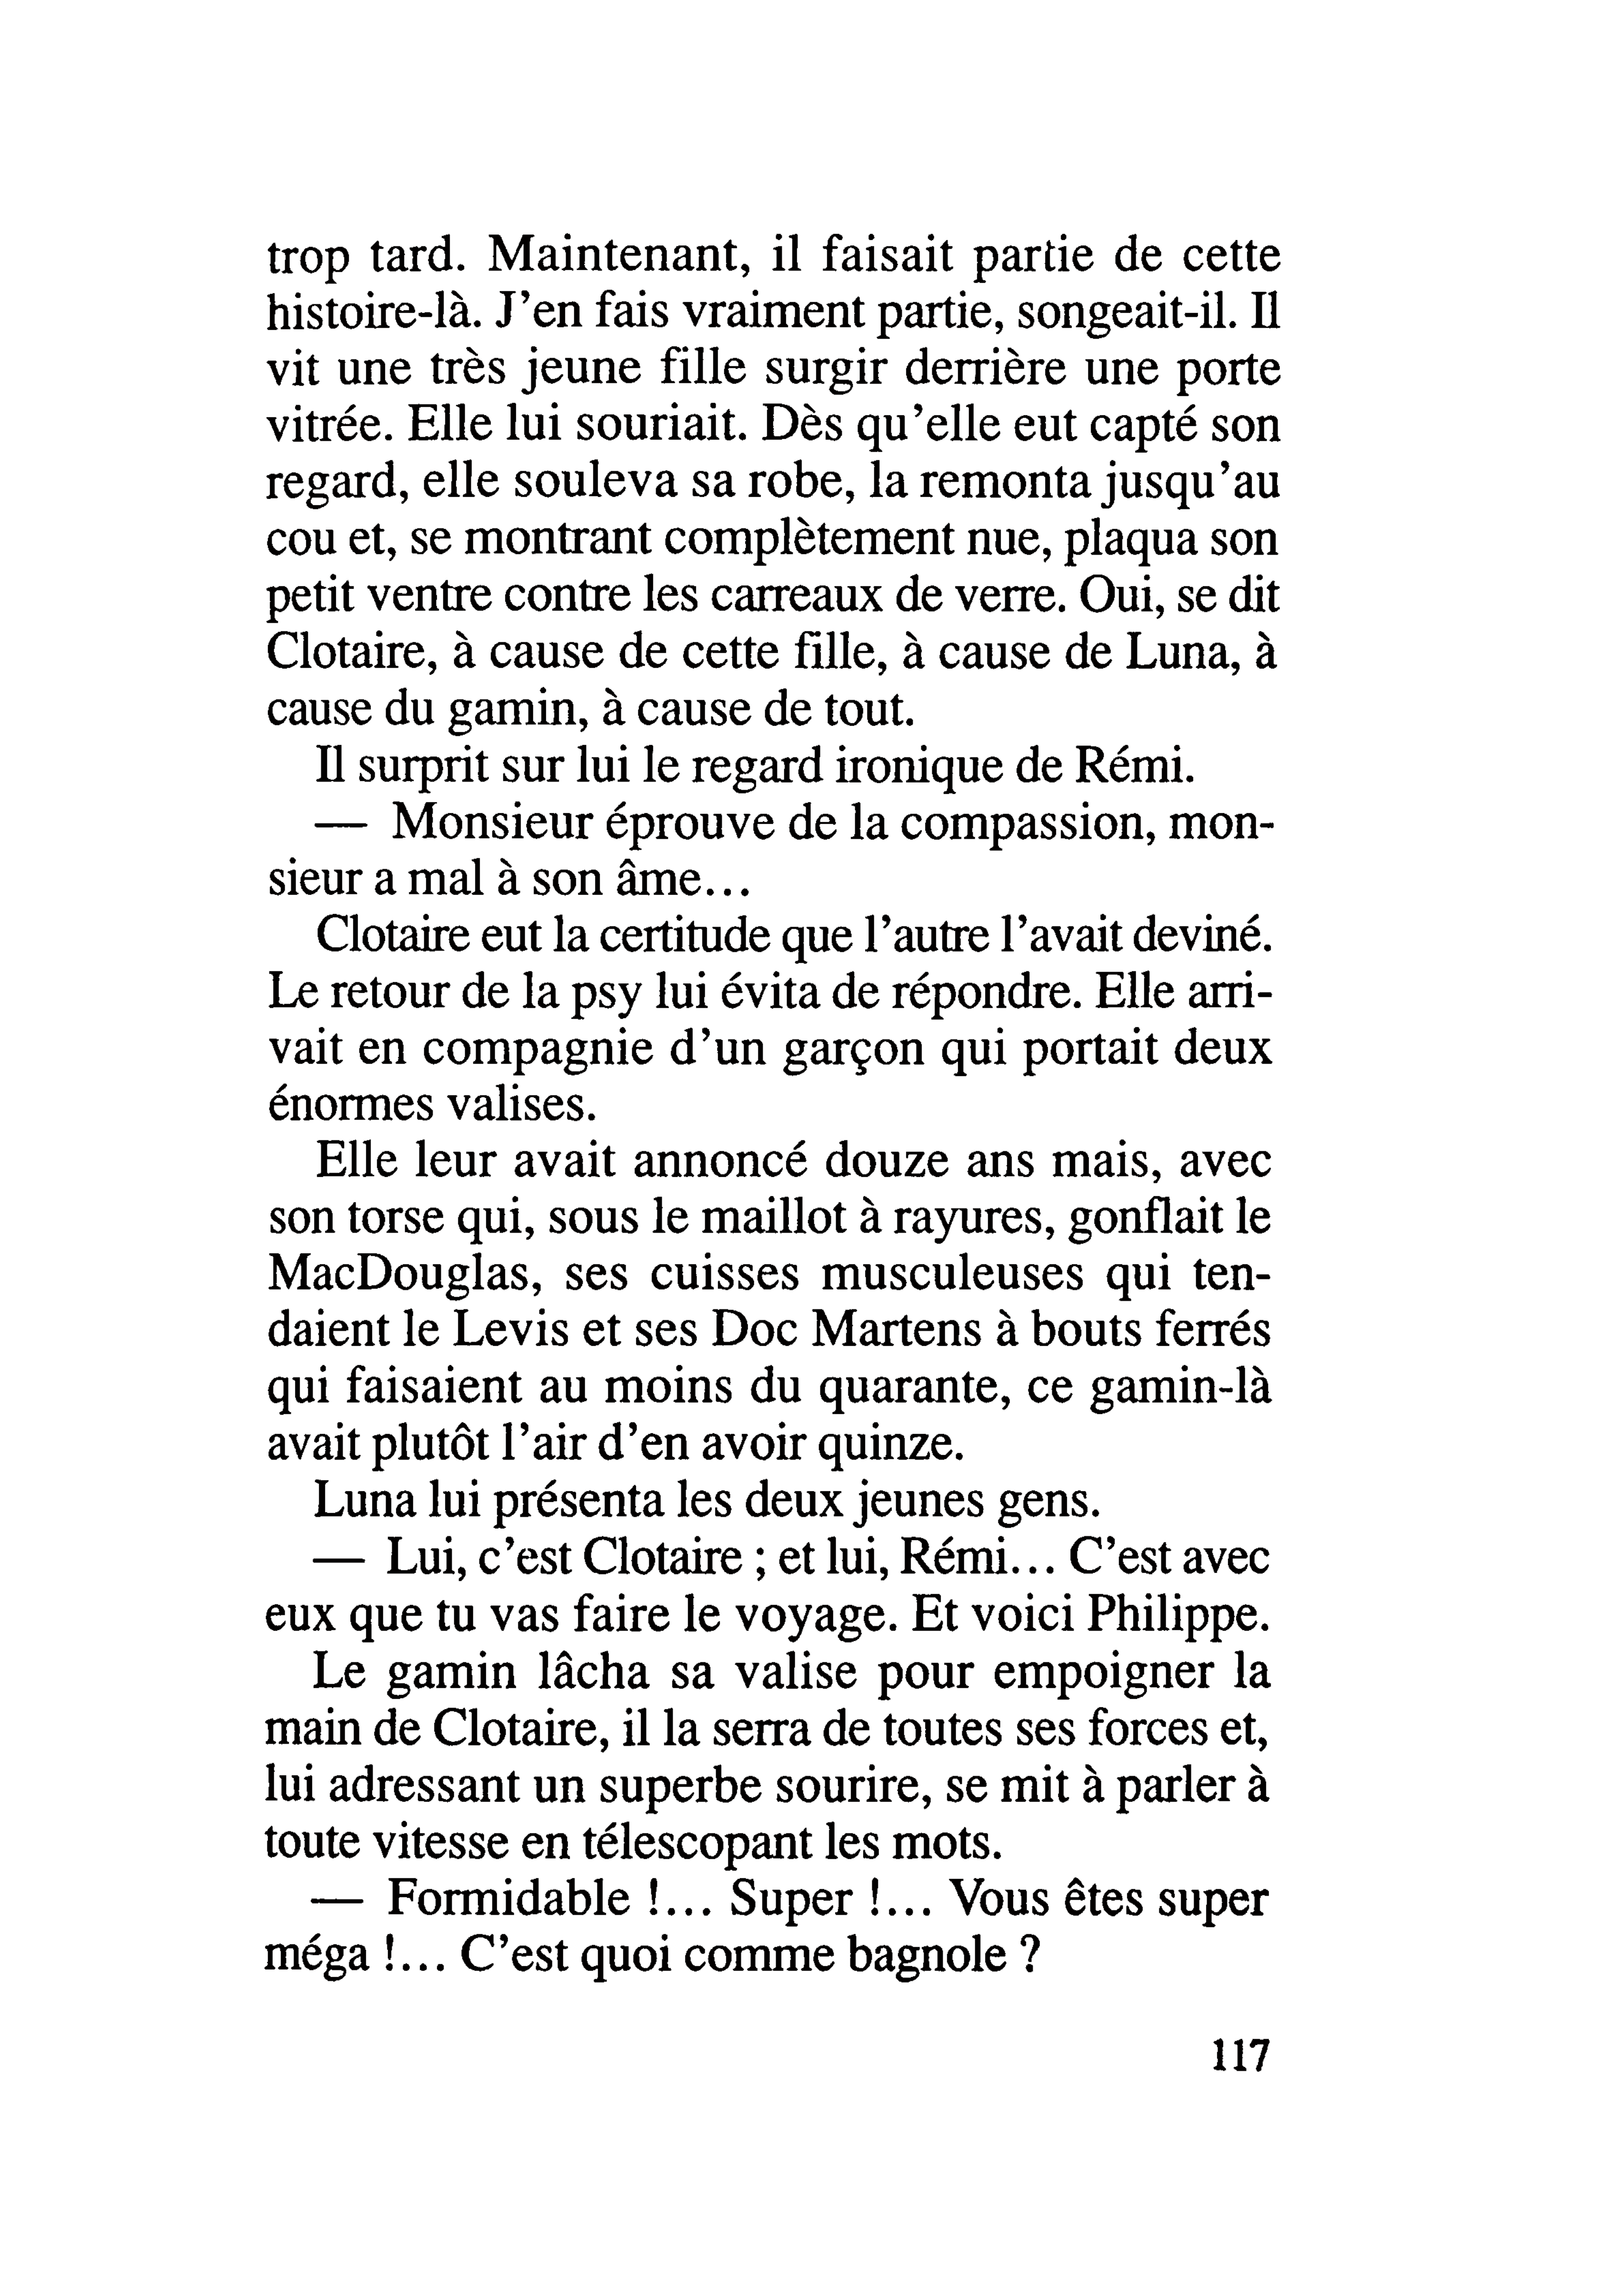 trop tard. Maintenant, il faisait partie de cette
histoire-là. J'en fais vraiment partie, songeait-il. Il
vit une très jeune fille surgir derrière une porte
vitrée. Elle lui souriait. Dès qu'elle eut capté son
regard, elle souleva sa robe, la remonta jusqu'au
cou et, se montrant complètement nue, plaqua son
petit ventre contre les carreaux de verre. Oui, se dit
Clotaire, à cause de cette fille, à cause de Luna, à
cause du gamin, à cause de tout.
Il surprit sur lui le regard ironique de Rémi.
— Monsieur éprouve de la compassion, mon-
sieur a mal à son âme...
Clotaire eut la certitude que l'autre l'avait deviné.
Le retour de la psy lui évita de répondre. Elle arri-
vait en compagnie d'un garçon qui portait deux
énormes valises.
Elle leur avait annoncé douze ans mais, avec
son torse qui, sous le maillot à rayures, gonflait le
MacDouglas, ses cuisses musculeuses qui ten-
daient le Levis et ses Doc Martens à bouts ferrés
qui faisaient au moins du quarante, ce gamin-là
avait plutôt l'air d'en avoir quinze.
Luna lui présenta les deux jeunes gens.
— Lui, c'est Clotaire ; et lui, Rémi... C'est avec
eux que tu vas faire le voyage. Et voici Philippe.
Le gamin lâcha sa valise pour empoigner la
main de Clotaire, il la serra de toutes ses forces et,
lui adressant un superbe sourire, se mit à parler à
toute vitesse en télescopant les mots.
— Formidable !... Super !... Vous êtes super
méga !... C'est quoi comme bagnole ?
117